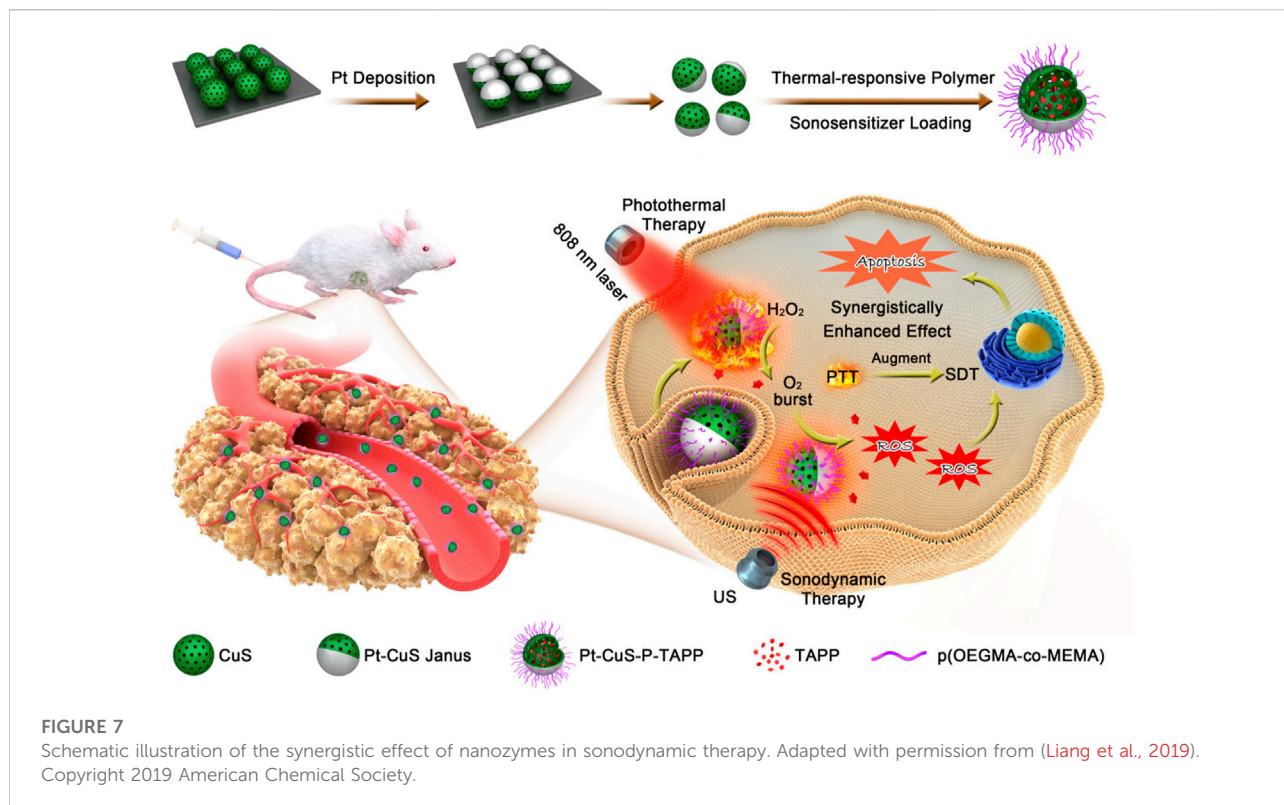 Pt Deposition
Thermal-responsive Polymer
Sonosensitizer Loading
Photothermal
Therapy
808 nm laser
H₂O₂
O₂
burst
Apoptosis
Synergistically
Enhanced Effect
PTT
Augment
SDT
ROS
ROS
US
Sonodynamic
Therapy
CuS
Pt-CuS Janus
Pt-CuS-P-TAPP
TAPP
p(OEGMA-co-MEMA)
FIGURE 7
Schematic illustration of the synergistic effect of nanozymes in sonodynamic therapy. Adapted with permission from (Liang et al., 2019).
Copyright 2019 American Chemical Society.